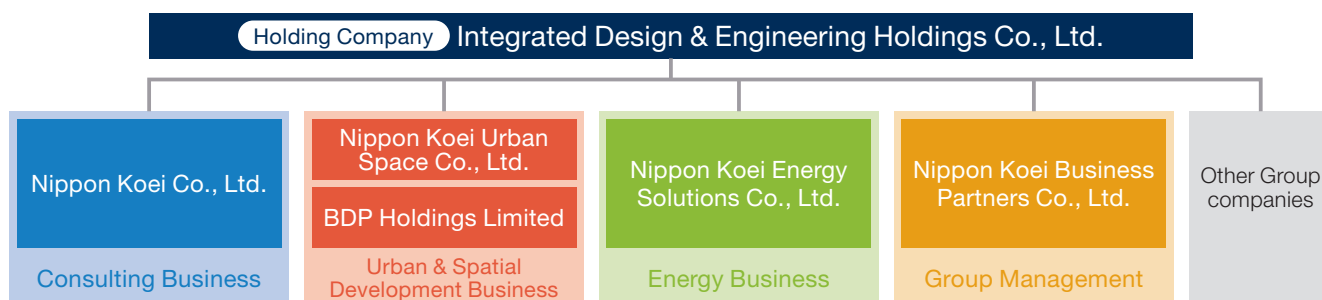 Holding Company Integrated Design & Engineering Holdings Co., Ltd.
Nippon Koei Co., Ltd.
Consulting Business
Nippon Koei Urban
Space Co., Ltd.
BDP Holdings Limited
Urban & Spatial
Development Business
Nippon Koei Energy
Solutions Co., Ltd.
Energy Business
Nippon Koei Business
Partners Co., Ltd.
Group Management
Other Group
companies